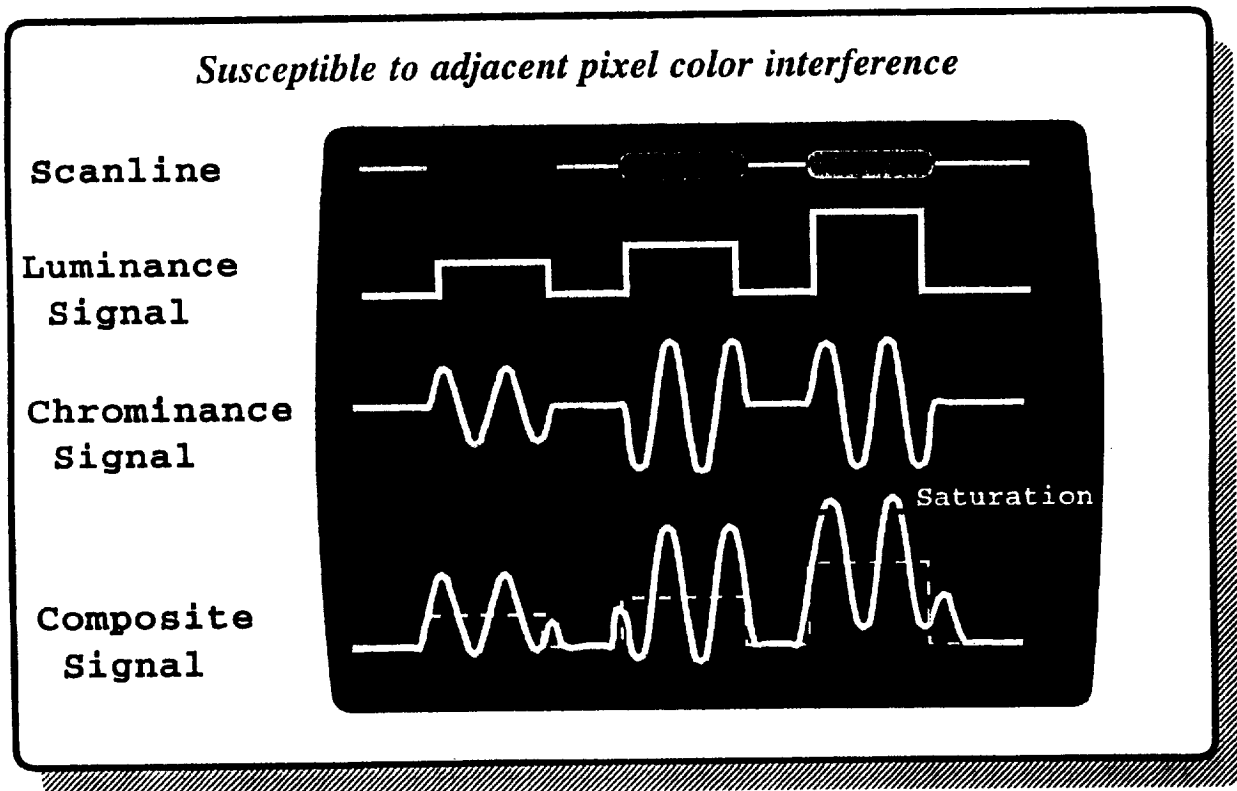 Susceptible to adjacent pixel color interference
Scanline
Luminance
Signal
Chrominance
Signal
Saturation
Composite
Signal